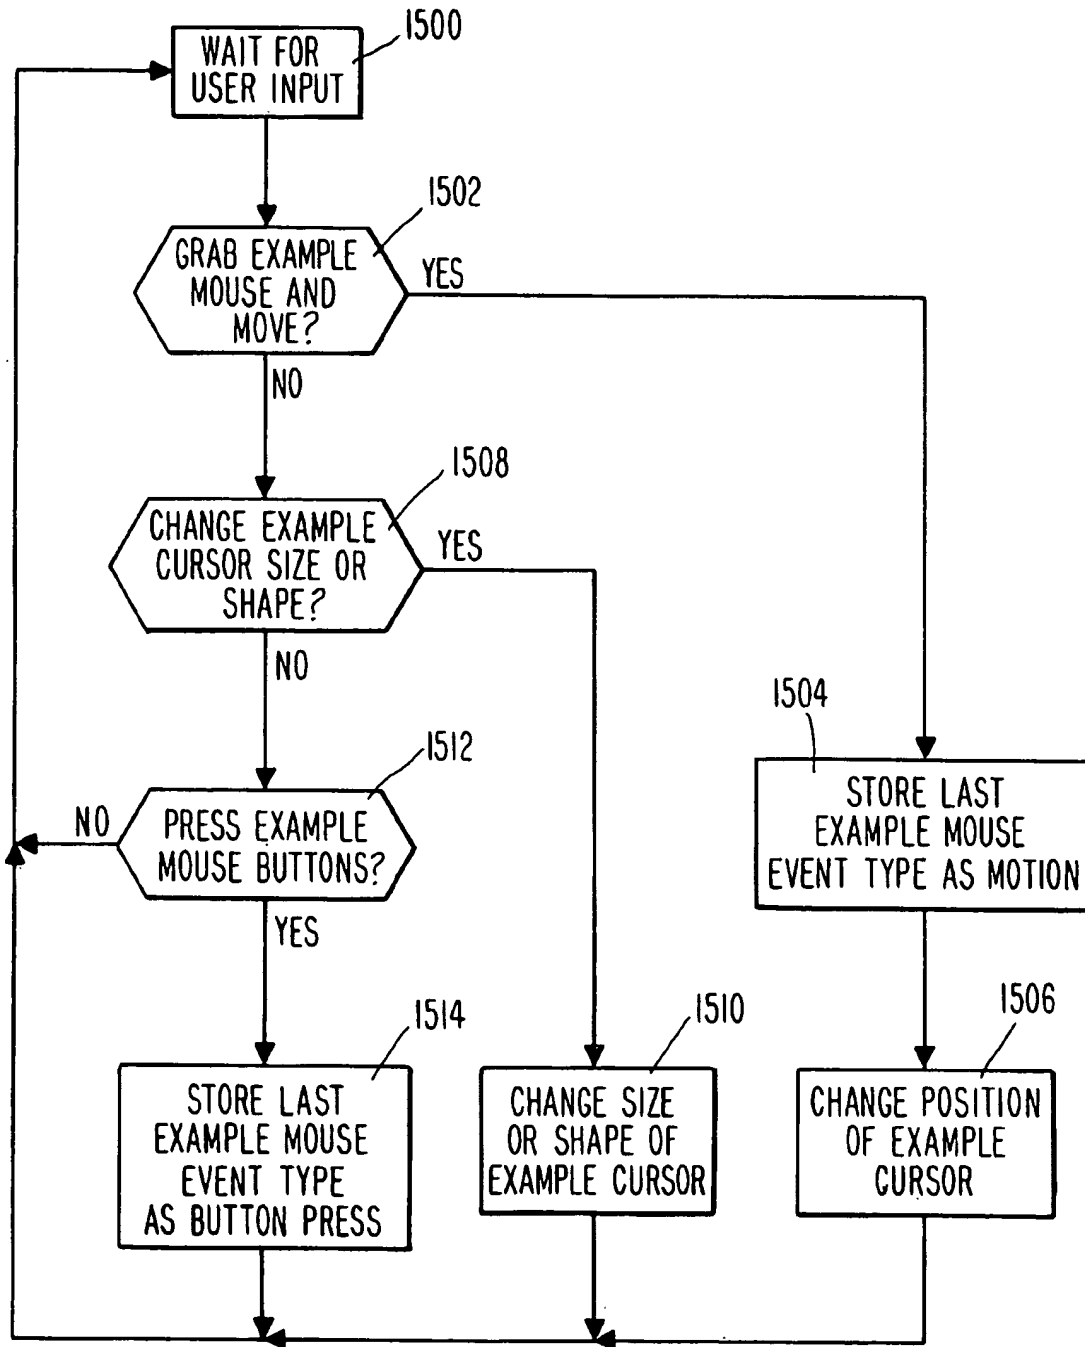 1500
WAIT FOR
USER INPUT
1502
GRAB EXAMPLE
MOUSE AND
MOVE?
YES
NO
1508
CHANGE EXAMPLE
CURSOR SIZE OR
SHAPE?
YES
NO
1504
STORE LAST
EXAMPLE MOUSE
EVENT TYPE AS MOTION
1512
PRESS EXAMPLE
MOUSE BUTTONS?
NO
YES
1514
STORE LAST
EXAMPLE MOUSE
EVENT TYPE
AS BUTTON PRESS
1510
CHANGE SIZE
OR SHAPE OF
EXAMPLE CURSOR
1506
CHANGE POSITION
OF EXAMPLE
CURSOR